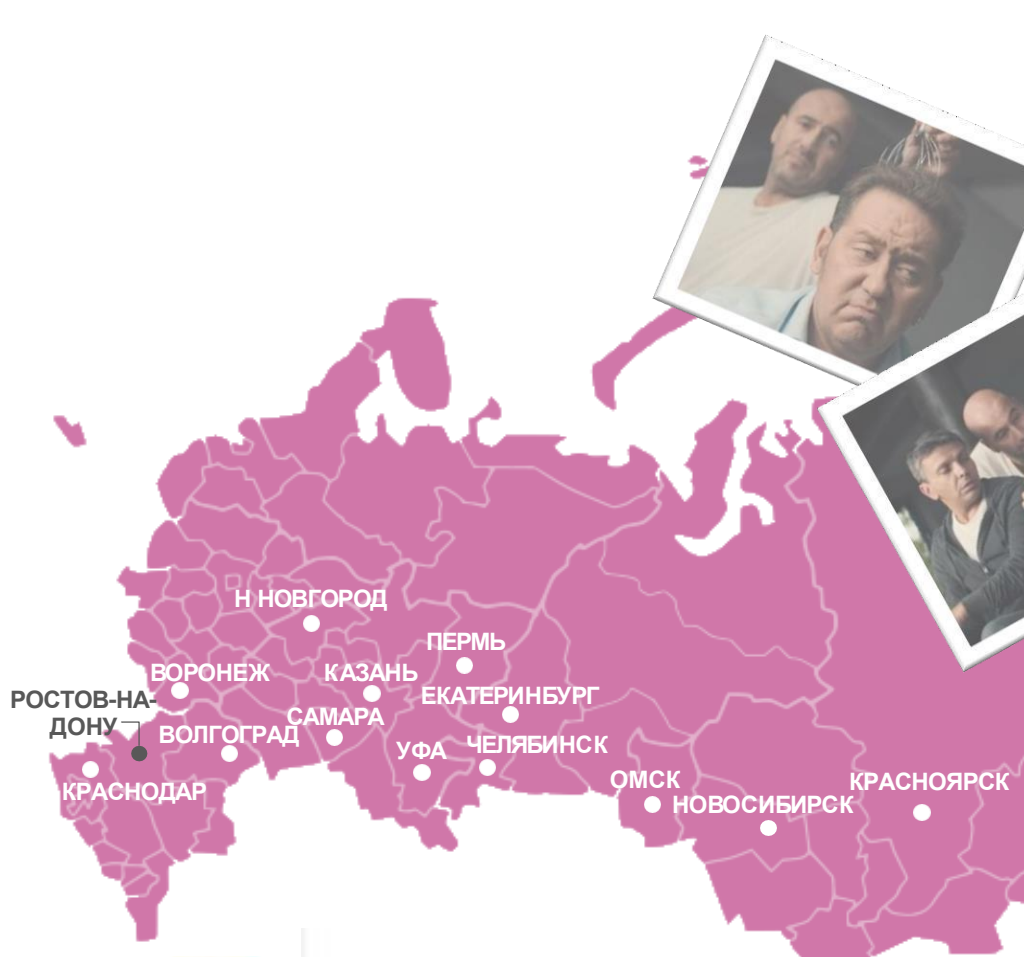 Н НОВГОРОД
ПЕРМЬ
ВОРОНЕЖ
КАЗАНЬ
РОСТОВ-НА-
ДОНУ
ЕКАТЕРИНБУРГ
САМАРА
ВОЛГОГРАД
УФА
ЧЕЛЯБИНСК
КРАСНОДАР
ОМСК
НОВОСИБИРСК
КРАСНОЯРСК